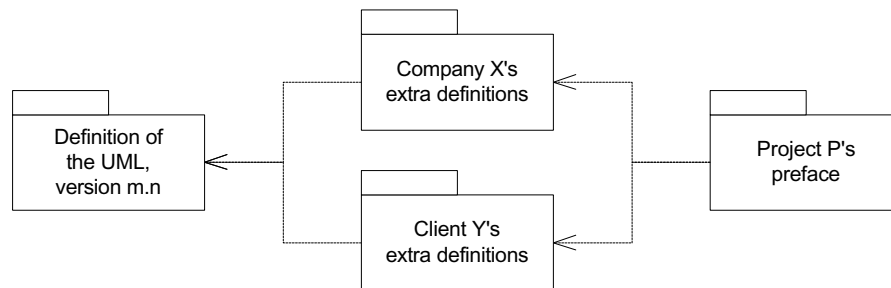 Company X's
extra definitions
Definition of
the UML,
version m.n
Project P's
preface
Client Y's
extra definitions